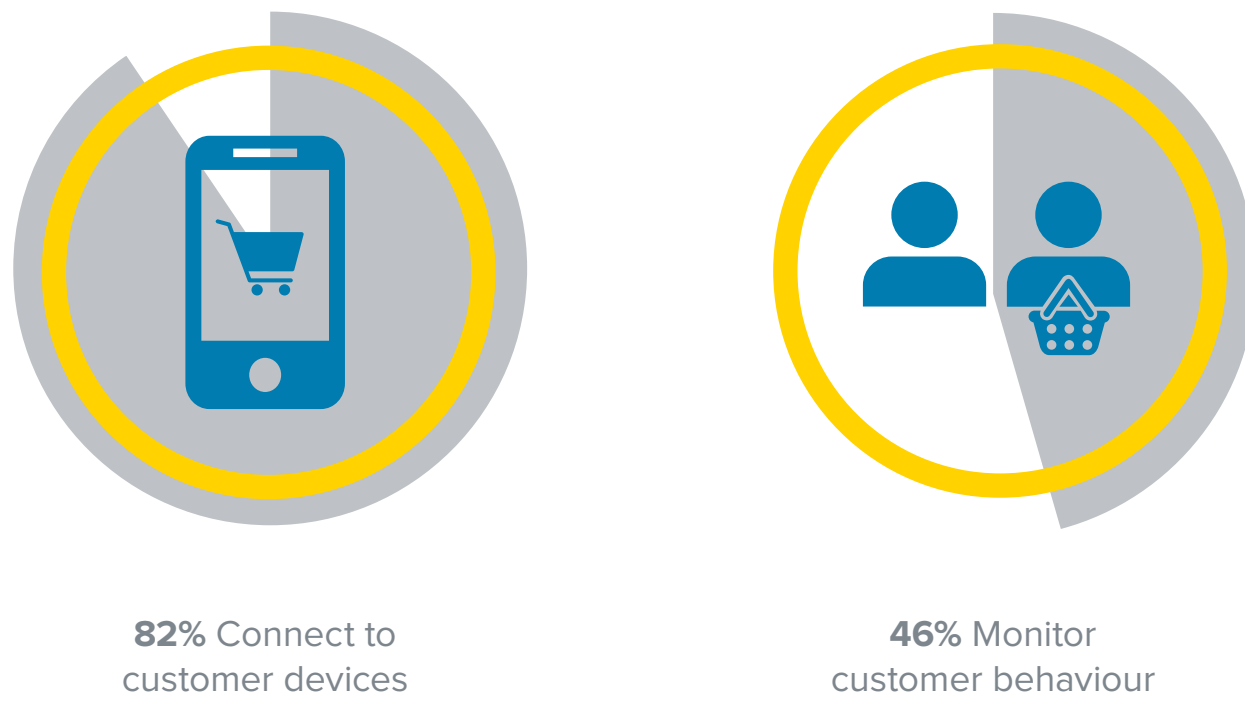 82% Connect to
customer devices
46% Monitor
customer behaviour